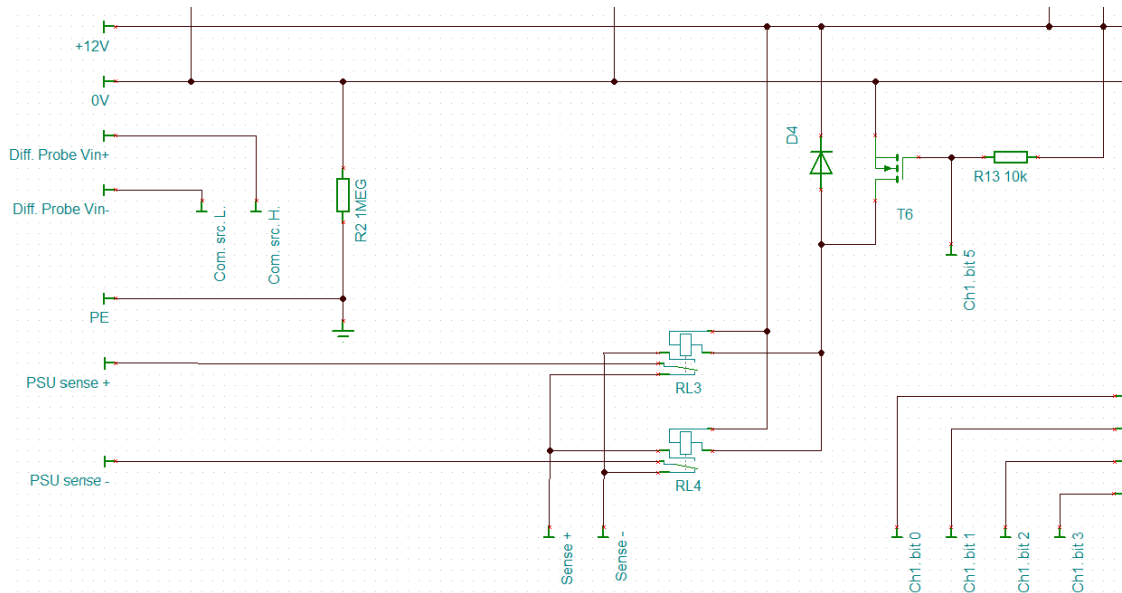 +12V
0V
Diff. Probe Vin+
Diff. Probe Vin-
Com. src. L.
Com. src. H.
R2 1MEG
PE
D4
T6
R13 10k
Ch1. bit 5
PSU sense +
RL3
PSU sense -
RL4
Sense +
Sense -
Ch1. bit 0
Ch1. bit 1
Ch1. bit 2
Ch1. bit 3